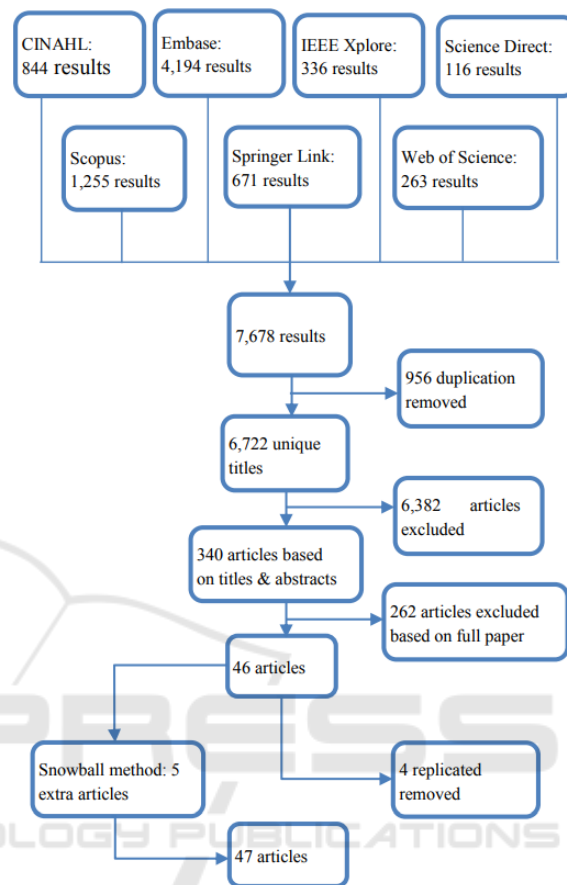 CINAHL:
844 results
Embase:
4,194 results
IEEE Xplore:
336 results
Science Direct:
116 results
Scopus:
1,255 results
Springer Link:
671 results
Web of Science:
263 results
7,678 results
956 duplication
removed
6,722 unique
titles
6,382 articles
excluded
340 articles based
on titles & abstracts
262 articles excluded
based on full paper
46 articles
PRESS
Snowball method: 5
extra articles
4 replicated
removed
OLOGY PUBLICATIONS
47 articles